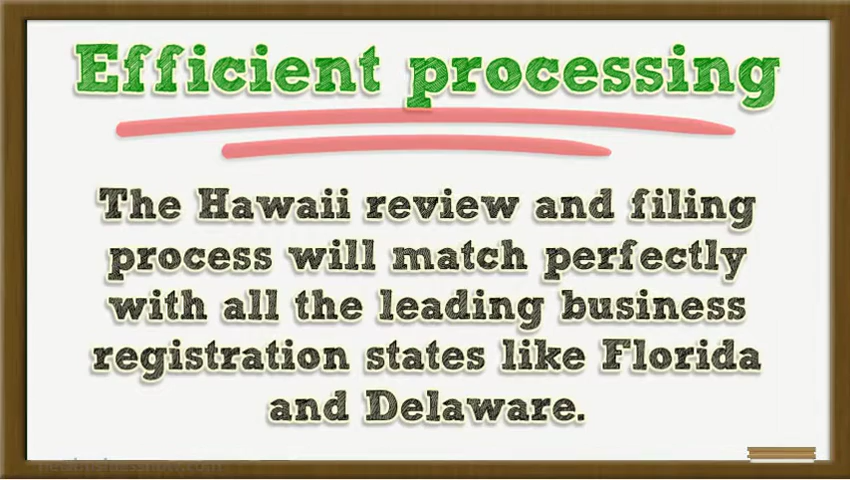 Efficient processing
The Hawaii review and filing
process will match perfectly
with all the leading business
registration states like Florida
and Delaware.